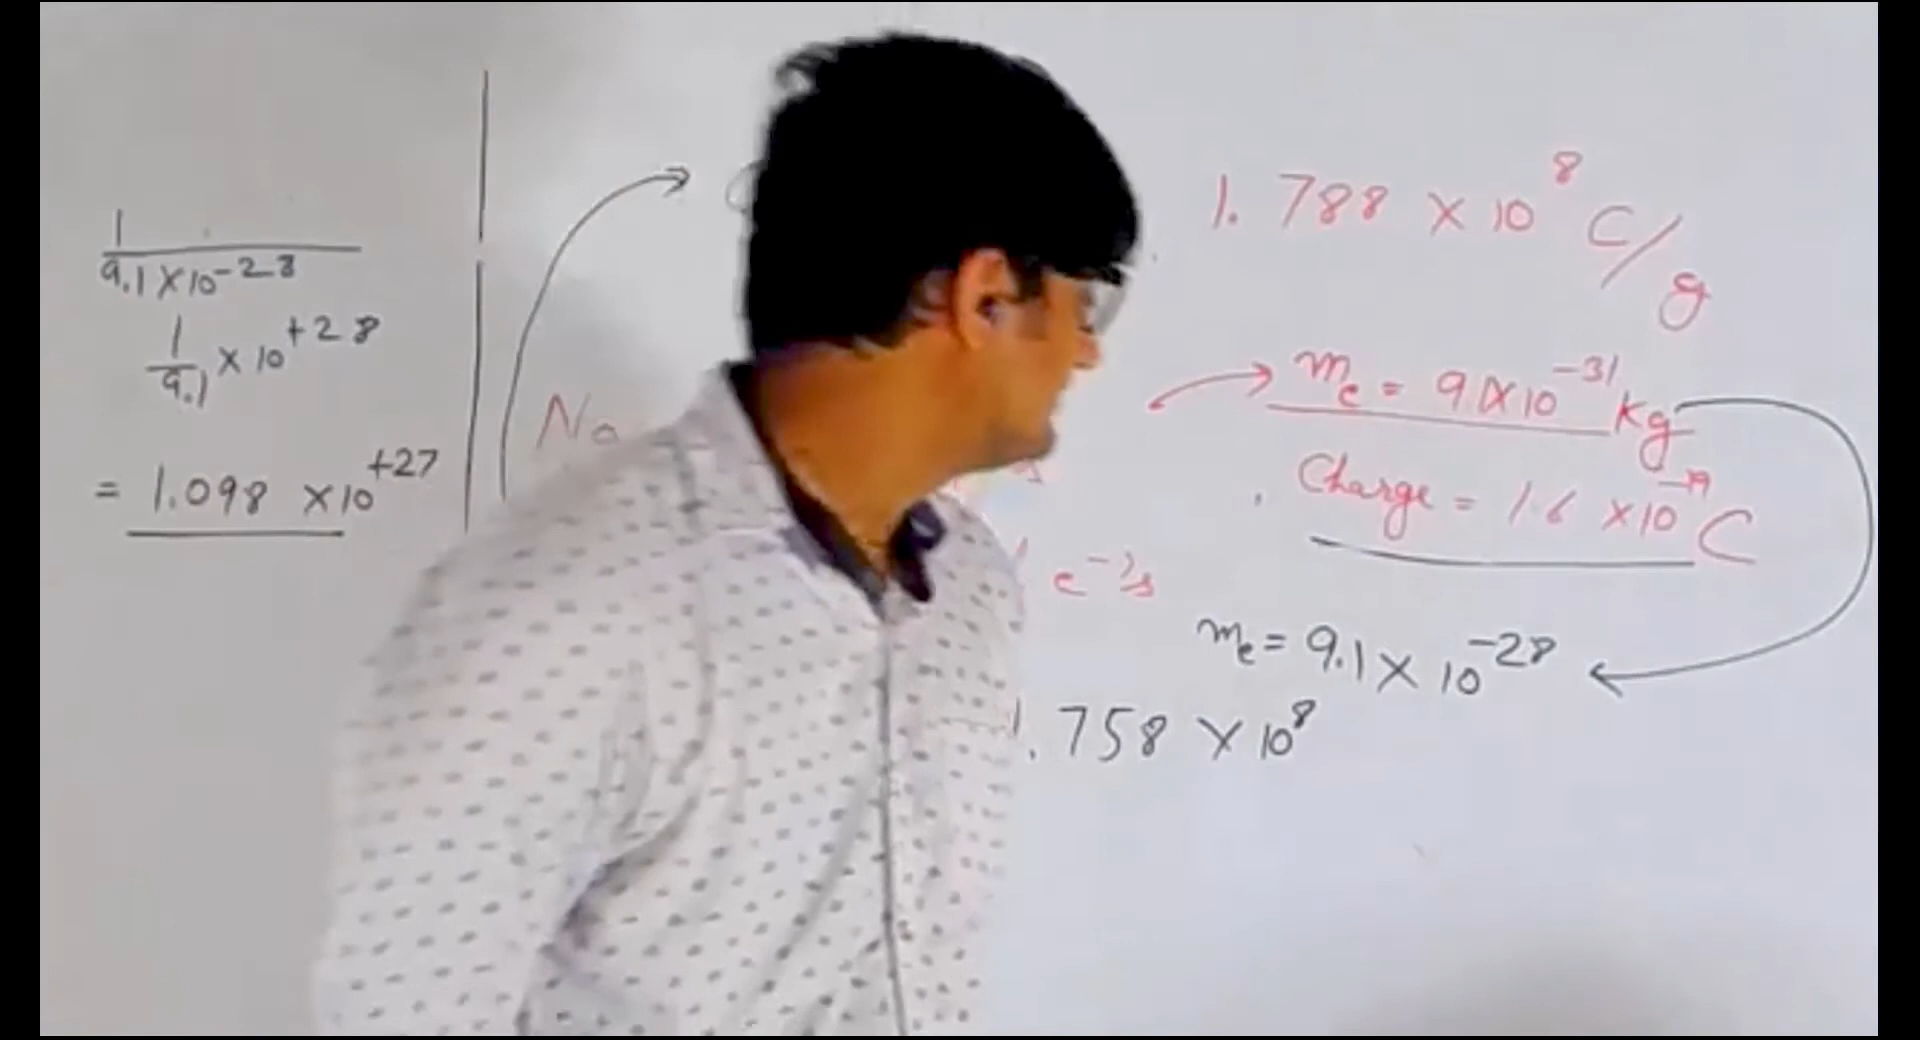 1
9.1 × 10⁻²⁸
1/9.1 × 10⁺²⁸
= 1.098 × 10⁺²⁷
No
e⁻'s
1.788 × 10⁸ C/g
mₑ = 9.1×10⁻³¹ Kg
Charge = 1.6 × 10⁻¹⁹ C
mₑ = 9.1 × 10⁻²⁸
1.758 × 10⁸